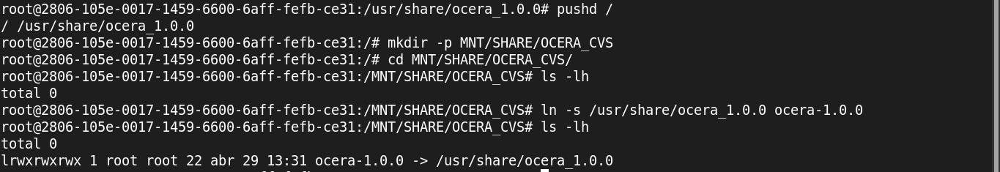 root@2806-105e-0017-1459-6600-6aff-fefb-ce31:/usr/share/ocera_1.0.0# pushd /
/ /usr/share/ocera_1.0.0
root@2806-105e-0017-1459-6600-6aff-fefb-ce31:/# mkdir -p MNT/SHARE/OCERA_CVS
root@2806-105e-0017-1459-6600-6aff-fefb-ce31:/# cd MNT/SHARE/OCERA_CVS/
root@2806-105e-0017-1459-6600-6aff-fefb-ce31:/MNT/SHARE/OCERA_CVS# ls -lh
total 0
root@2806-105e-0017-1459-6600-6aff-fefb-ce31:/MNT/SHARE/OCERA_CVS# ln -s /usr/share/ocera_1.0.0 ocera-1.0.0
root@2806-105e-0017-1459-6600-6aff-fefb-ce31:/MNT/SHARE/OCERA_CVS# ls -lh
total 0
lrwxrwxrwx 1 root root 22 abr 29 13:31 ocera-1.0.0 -> /usr/share/ocera_1.0.0